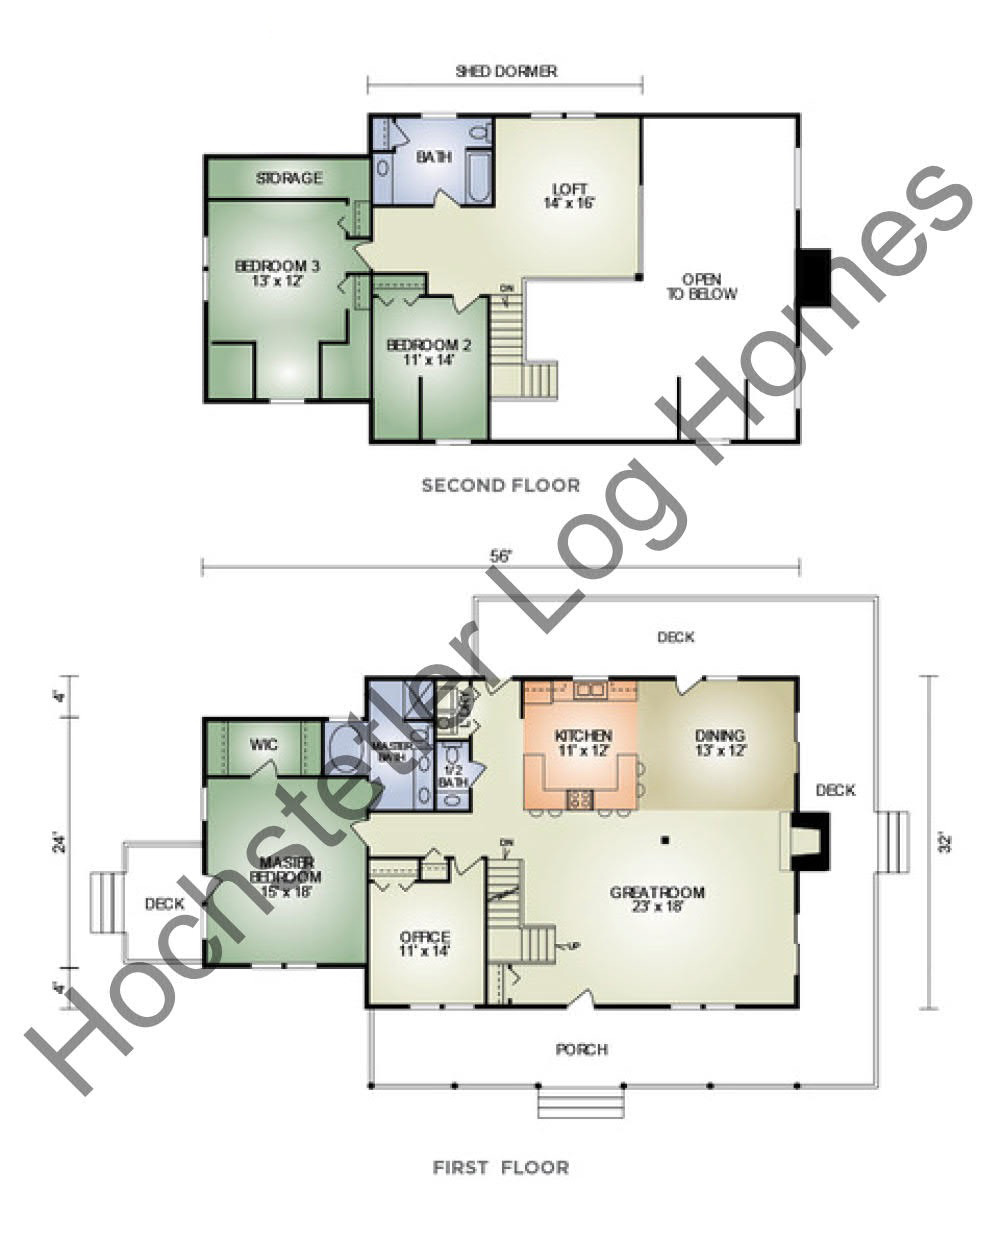 SHED DORMER
BATH
STORAGE
LOFT
14' x 16'
BEDROOM 3
13' x 12'
OPEN
TO BELOW
DN
BEDROOM 2
11' x 14'
SECOND FLOOR
56'
DECK
4'
L'DRY
KITCHEN
11' x 12'
DINING
13' x 12'
WIC
MASTER
BATH
1/2
BATH
DECK
24'
32'
DN
MASTER
BEDROOM
15' x 18'
GREATROOM
23' x 18'
DECK
OFFICE
11' x 14'
UP
4'
PORCH
FIRST FLOOR
Hochstetler Log Homes